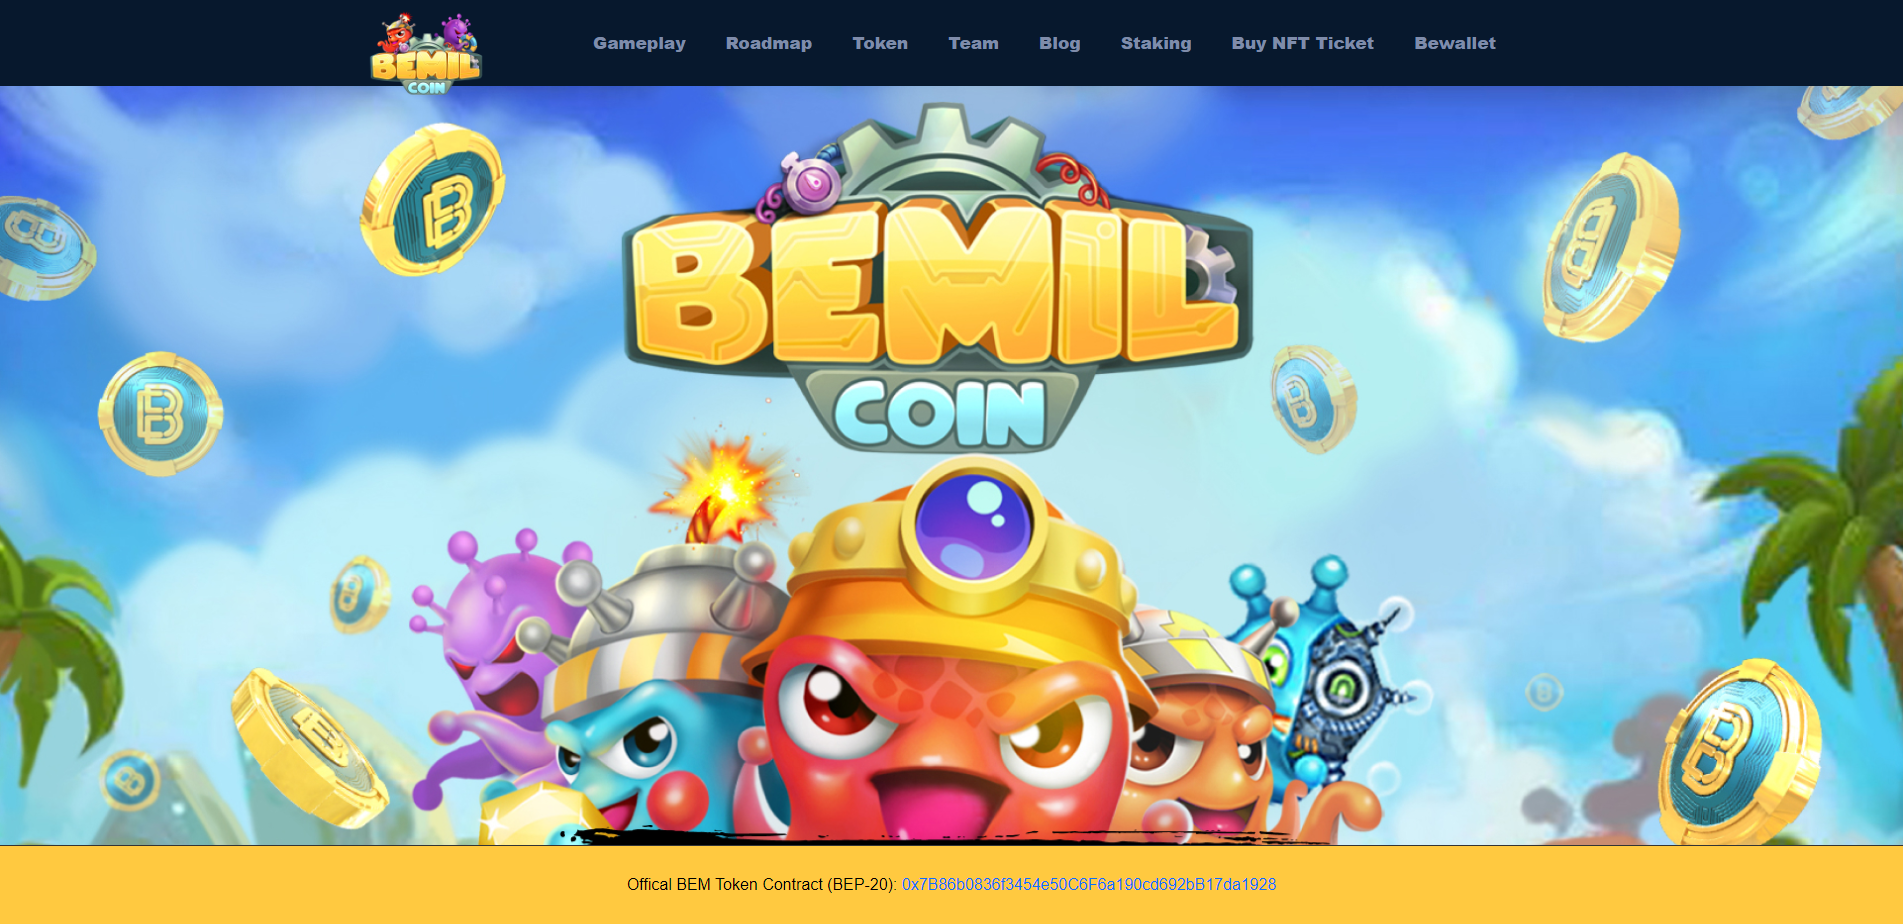 BEMIL
COIN
Gameplay Roadmap Token Team Blog Staking Buy NFT Ticket Bewallet
BEMIL
COIN
Offical BEM Token Contract (BEP-20): 0x7B86b0836f3454e50C6F6a190cd692bB17da1928